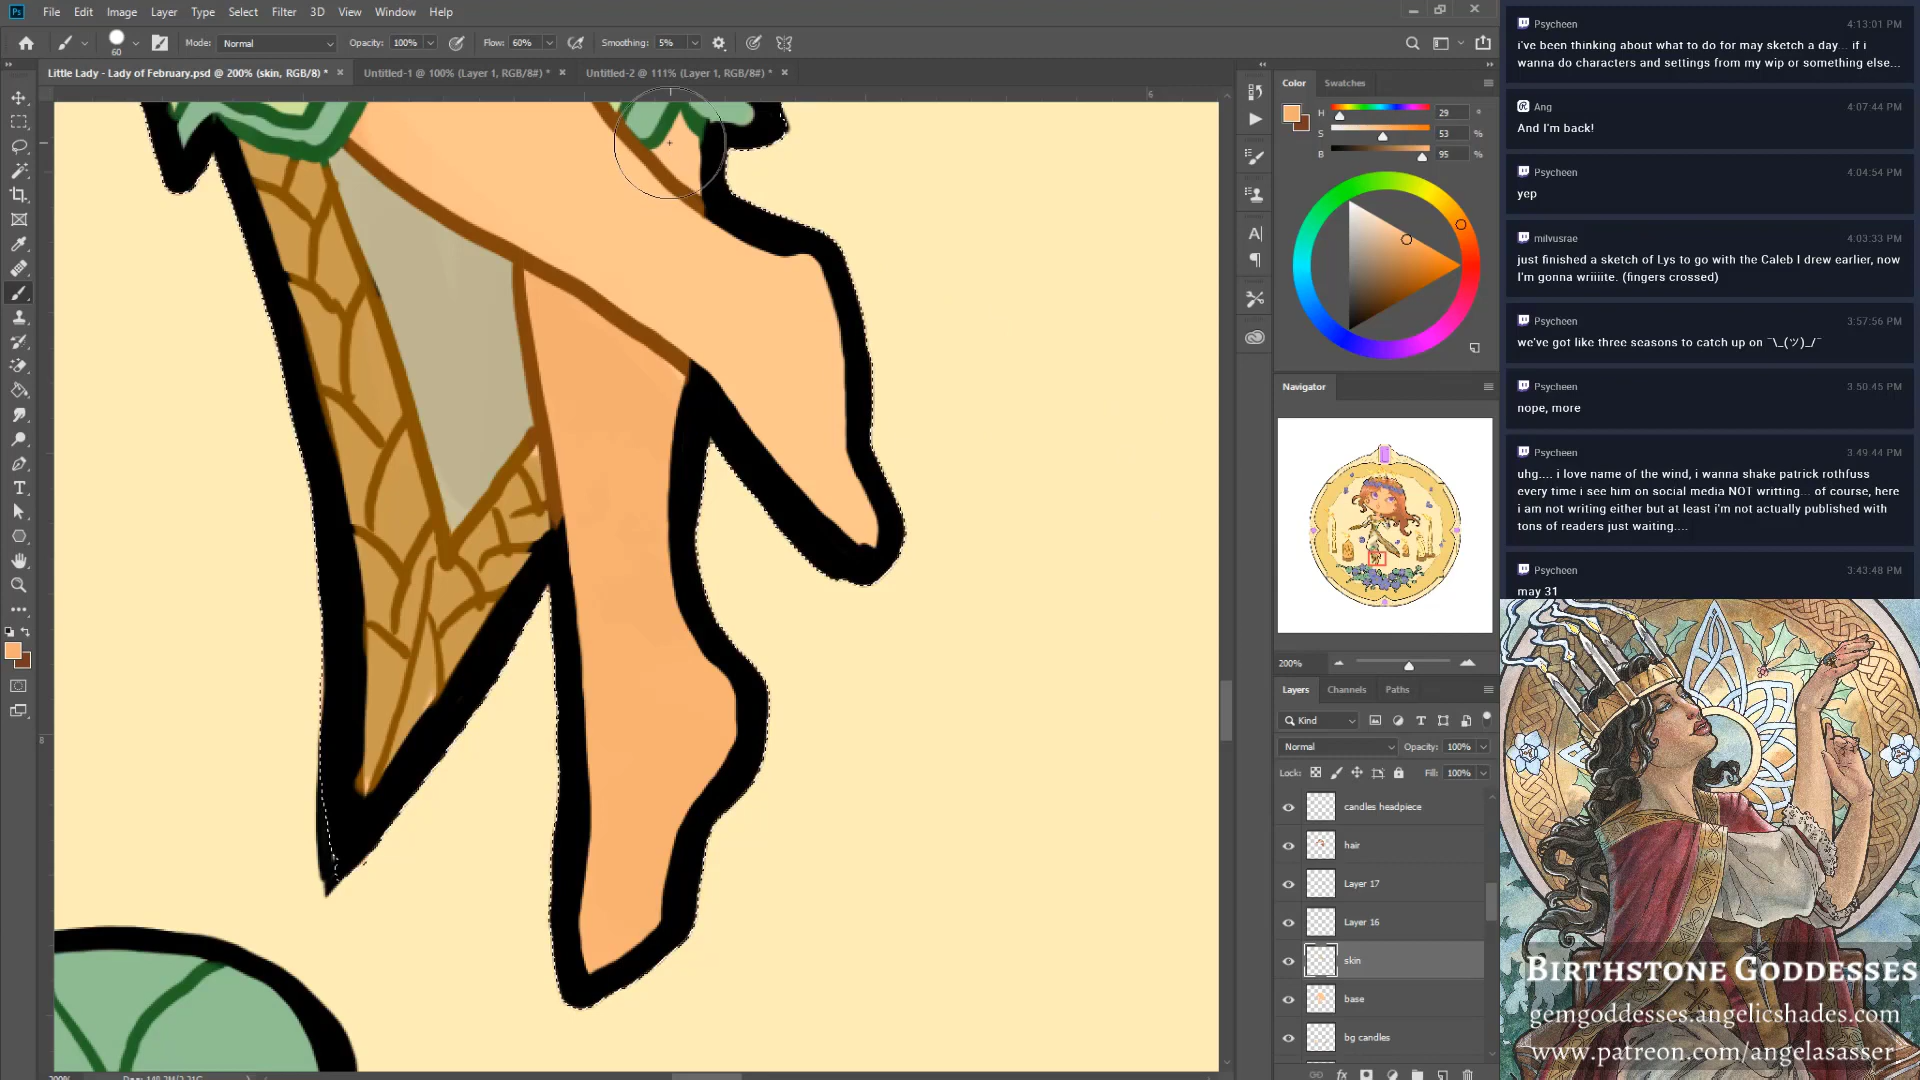 File Edit Image Layer Type Select Filter 3D View Window Help
60 Mode: Normal Opacity: 100% Flow: 60% Smoothing: 5%
Little Lady - Lady of February.psd @ 200% (skin, RGB/8) * Untitled-1 @ 100% (Layer 1, RGB/8#) * Untitled-2 @ 111% (Layer 1, RGB/8#) *
6
8
Color Swatches
H 29 °
S 53 %
B 95 %
Navigator
200%
Layers Channels Paths
Kind
Normal Opacity: 100%
Lock: Fill: 100%
candles headpiece
hair
Layer 17
Layer 16
skin
base
bg candles
Psycheen 4:13:01 PM
i've been thinking about what to do for may sketch a day... if i
wanna do characters and settings from my wip or something else...
Ang 4:07:44 PM
And I'm back!
Psycheen 4:04:54 PM
yep
milvusrae 4:03:33 PM
just finished a sketch of Lys to go with the Caleb I drew earlier, now
I'm gonna wriiiite. (fingers crossed)
Psycheen 3:57:56 PM
we've got like three seasons to catch up on ¯\_(ツ)_/¯
Psycheen 3:50:45 PM
nope, more
Psycheen 3:49:44 PM
uhg.... i love name of the wind, i wanna shake patrick rothfuss
every time i see him on social media NOT writting... of course, here
i am not writing either but at least i'm not actually published with
tons of readers just waiting....
Psycheen 3:43:48 PM
may 31
Birthstone Goddesses
gemgoddesses.angelicshades.com
www.patreon.com/angelasasser